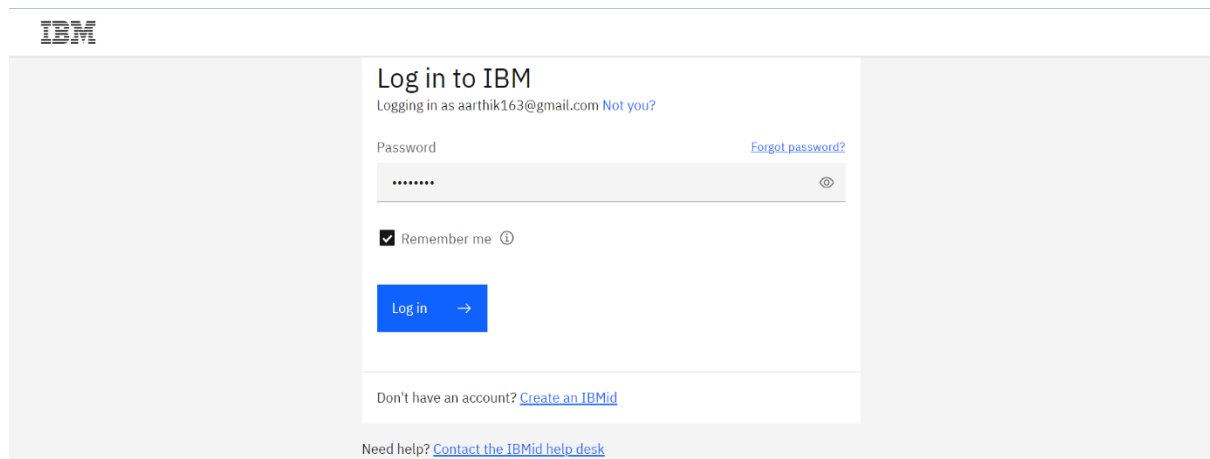 IBM
Log in to IBM
Logging in as aarthik163@gmail.com Not you?
Password Forgot password?
••••••••
Remember me
Log in →
Don't have an account? Create an IBMid
Need help? Contact the IBMid help desk